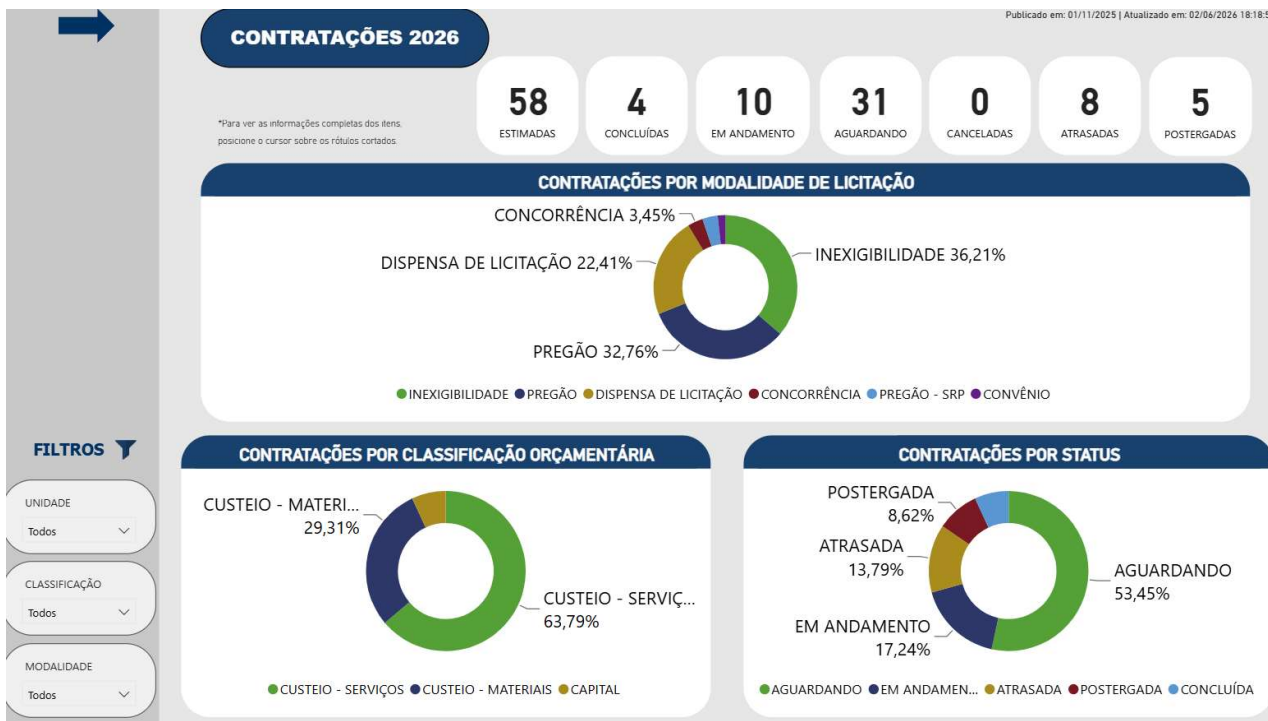 Publicado em: 01/11/2025 | Atualizado em: 02/06/2026 18:18:5
CONTRATAÇÕES 2026
*Para ver as informações completas dos itens,
posicione o cursor sobre os rótulos cortados.
58
ESTIMADAS
4
CONCLUÍDAS
10
EM ANDAMENTO
31
AGUARDANDO
0
CANCELADAS
8
ATRASADAS
5
POSTERGADAS
CONTRATAÇÕES POR MODALIDADE DE LICITAÇÃO
CONCORRÊNCIA 3,45%
INEXIGIBILIDADE 36,21%
DISPENSA DE LICITAÇÃO 22,41%
PREGÃO 32,76%
INEXIGIBILIDADE PREGÃO DISPENSA DE LICITAÇÃO CONCORRÊNCIA PREGÃO - SRP CONVÊNIO
FILTROS
UNIDADE
Todos
CLASSIFICAÇÃO
Todos
MODALIDADE
Todos
CONTRATAÇÕES POR CLASSIFICAÇÃO ORÇAMENTÁRIA
CUSTEIO - MATERI...
29,31%
CUSTEIO - SERVIÇ...
63,79%
CUSTEIO - SERVIÇOS CUSTEIO - MATERIAIS CAPITAL
CONTRATAÇÕES POR STATUS
POSTERGADA
8,62%
ATRASADA
13,79%
AGUARDANDO
53,45%
EM ANDAMENTO
17,24%
AGUARDANDO EM ANDAMEN... ATRASADA POSTERGADA CONCLUÍDA